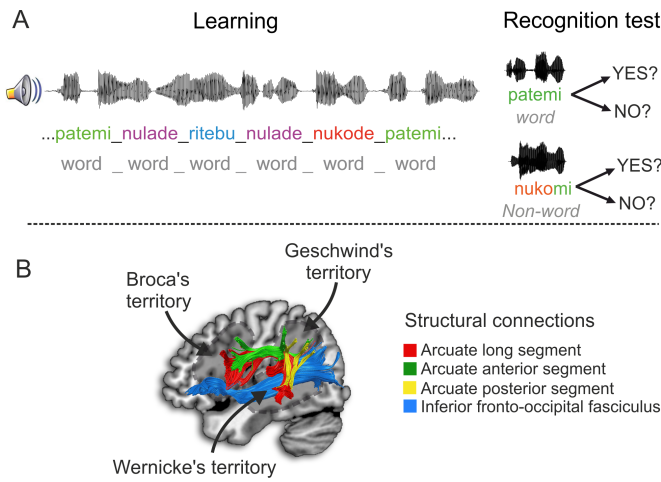 A
Learning
Recognition test
...patemi_nulade_ritebu_nulade_nukode_patemi...
word _ word _ word _ word _ word _ word
patemi
word
YES?
NO?
nukomi
Non-word
YES?
NO?
B
Broca's
territory
Geschwind's
territory
Wernicke's territory
Structural connections
Arcuate long segment
Arcuate anterior segment
Arcuate posterior segment
Inferior fronto-occipital fasciculus